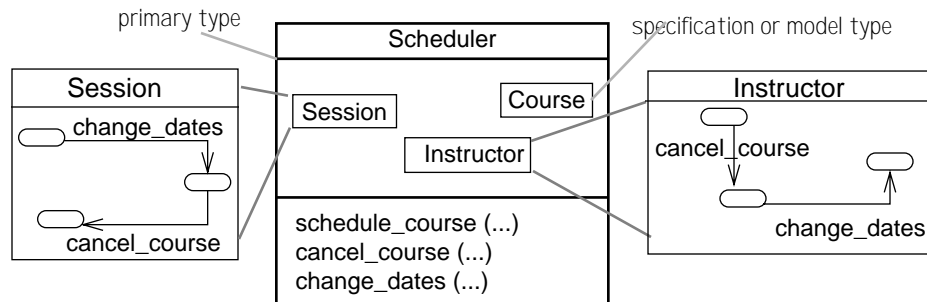 primary type
specification or model type
Scheduler
Session
change_dates
cancel_course
Session
Course
Instructor
schedule_course (...)
cancel_course (...)
change_dates (...)
Instructor
cancel_course
change_dates